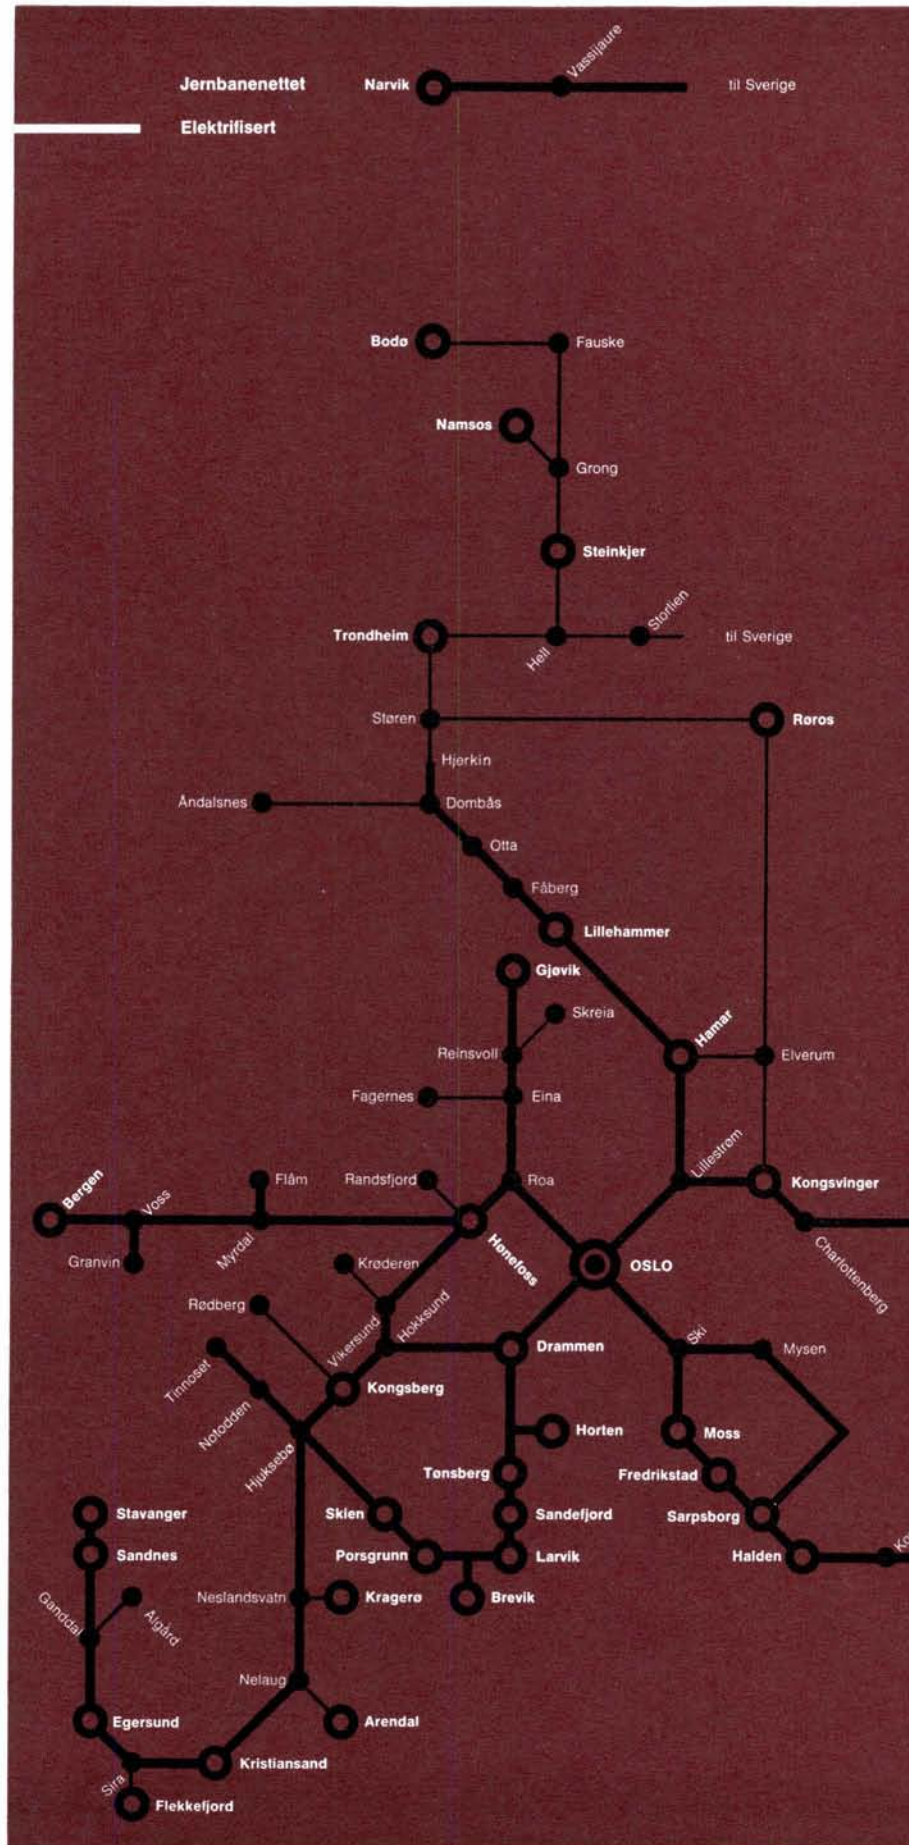 Jernbanenettet
Narvik
Vassijaure
til Sverige
Elektrifisert
Bodø
Fauske
Namsos
Grong
Steinkjer
Storlien
Trondheim
Hell
til Sverige
Støren
Røros
Hjerkin
Åndalsnes
Dombås
Otta
Fåberg
Lillehammer
Gjøvik
Skreia
Hamar
Reinsvoll
Elverum
Fagernes
Eina
Lillestrøm
Bergen
Voss
Flåm
Randsfjord
Roa
Kongsvinger
Granvin
Myrdal
Høneloss
Charlottenberg
Krøderen
OSLO
Rødberg
Vikersund
Hokksund
Drammen
Ski
Mysen
Tinnoset
Notodden
Kongsberg
Hjuksebø
Horten
Moss
Tønsberg
Fredrikstad
Stavanger
Skien
Sandefjord
Sarpsborg
Sandnes
Porsgrunn
Larvik
Halden
Ko
Ganddal
Algård
Neslandsvatn
Kragerø
Brevik
Nelaug
Egersund
Arendal
Sira
Kristiansand
Flekkefjord